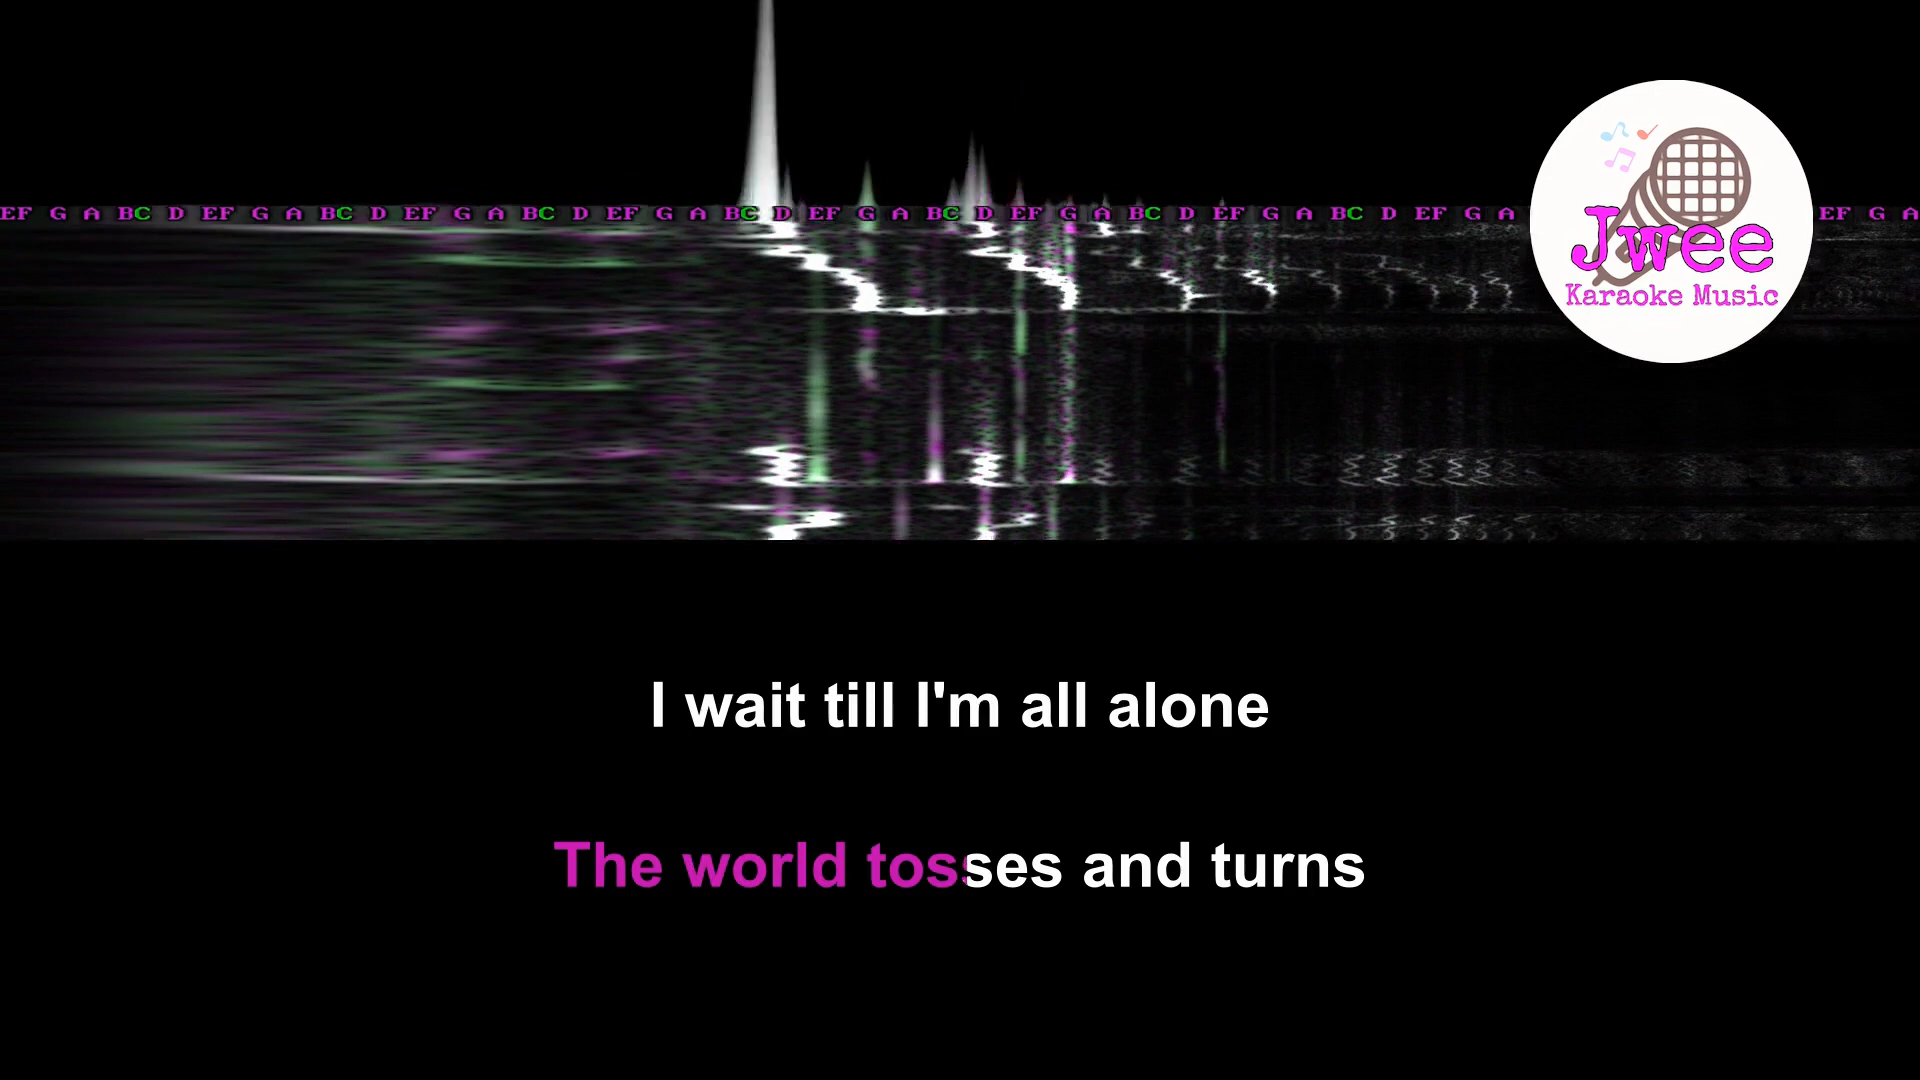 EF G A BC D EF G A BC D EF G A BC D EF G A BC D EF G A BC D EF G A BC D EF G A BC D EF G A EF G A
Jwee
Karaoke Music
I wait till I'm all alone
The world tosses and turns